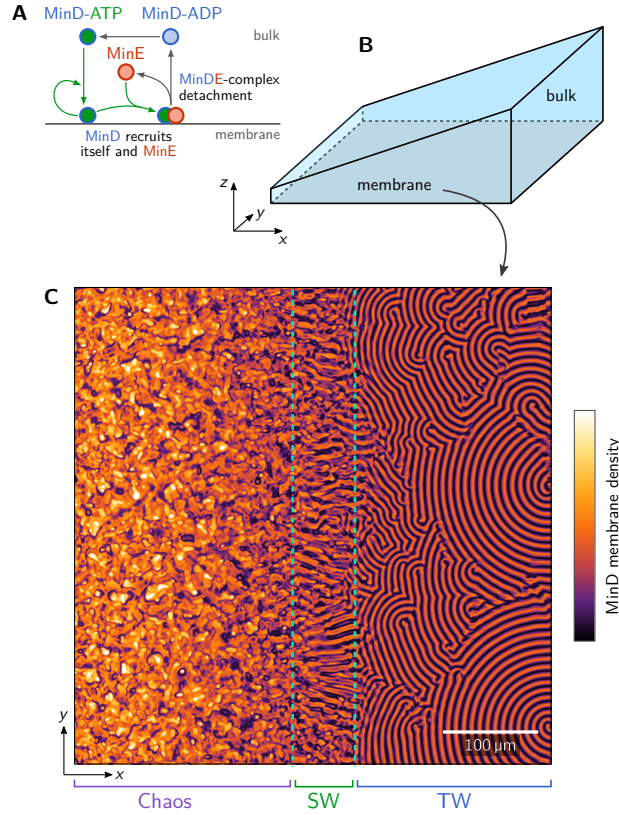 A
MinD-ATP MinD-ADP
bulk
MinE
MinDE-complex
detachment
MinD recruits
itself and MinE
membrane
B
bulk
membrane
z
y
x
C
MinD membrane density
100 µm
y
x
Chaos SW TW